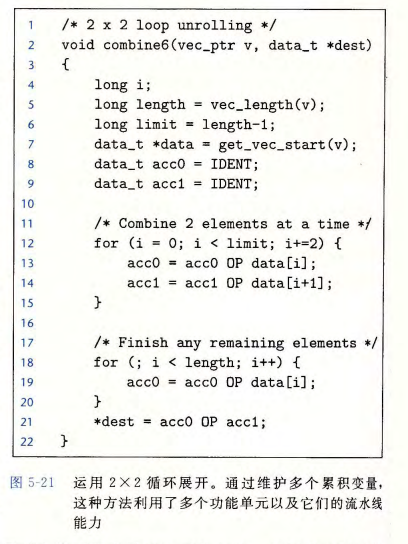 1 /* 2 x 2 loop unrolling */
2 void combine6(vec_ptr v, data_t *dest)
3 {
4     long i;
5     long length = vec_length(v);
6     long limit = length-1;
7     data_t *data = get_vec_start(v);
8     data_t acc0 = IDENT;
9     data_t acc1 = IDENT;
10
11     /* Combine 2 elements at a time */
12     for (i = 0; i < limit; i+=2) {
13         acc0 = acc0 OP data[i];
14         acc1 = acc1 OP data[i+1];
15     }
16
17     /* Finish any remaining elements */
18     for (; i < length; i++) {
19         acc0 = acc0 OP data[i];
20     }
21     *dest = acc0 OP acc1;
22 }
图 5-21 运用 2×2 循环展开。通过维护多个累积变量，
这种方法利用了多个功能单元以及它们的流水线
能力